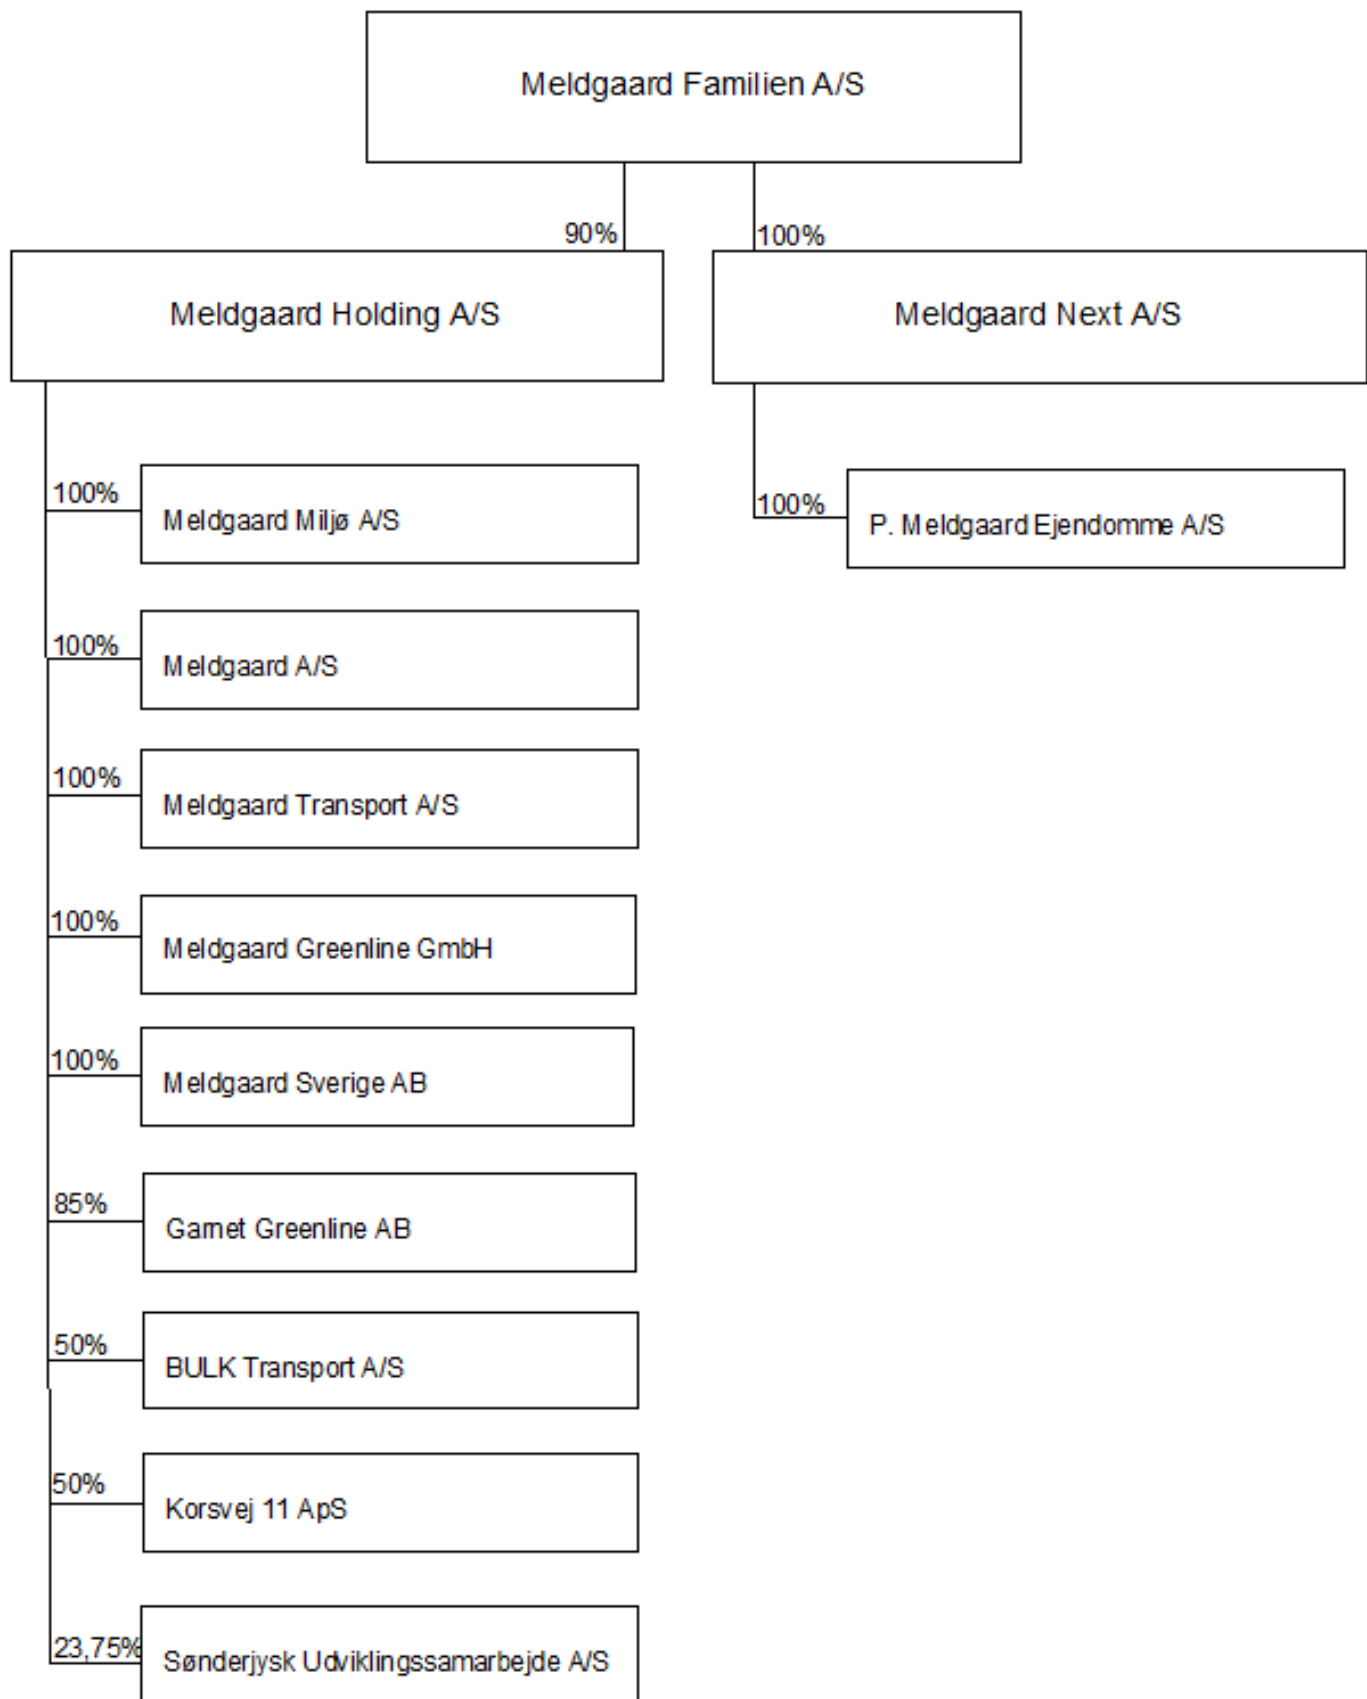 Meldgaard Familien A/S
90%
100%
Meldgaard Holding A/S
Meldgaard Next A/S
100%
Meldgaard Miljø A/S
100%
P. Meldgaard Ejendomme A/S
100%
Meldgaard A/S
100%
Meldgaard Transport A/S
100%
Meldgaard Greenline GmbH
100%
Meldgaard Sverige AB
85%
Garnet Greenline AB
50%
BULK Transport A/S
50%
Korsvej 11 ApS
23,75%
Sønderjysk Udviklingssamarbejde A/S